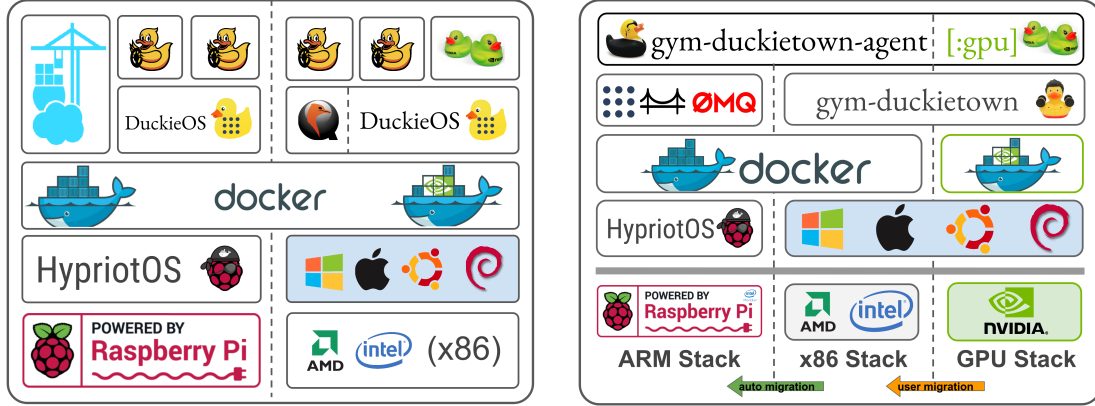 DuckieOS
DuckieOS
docker
HypriotOS
POWERED BY
Raspberry Pi
AMD
intel
(x86)
gym-duckietown-agent [:gpu]
ØMQ
gym-duckietown
docker
HypriotOS
POWERED BY
Raspberry Pi
AMD
intel
NVIDIA.
ARM Stack
x86 Stack
GPU Stack
auto migration
user migration